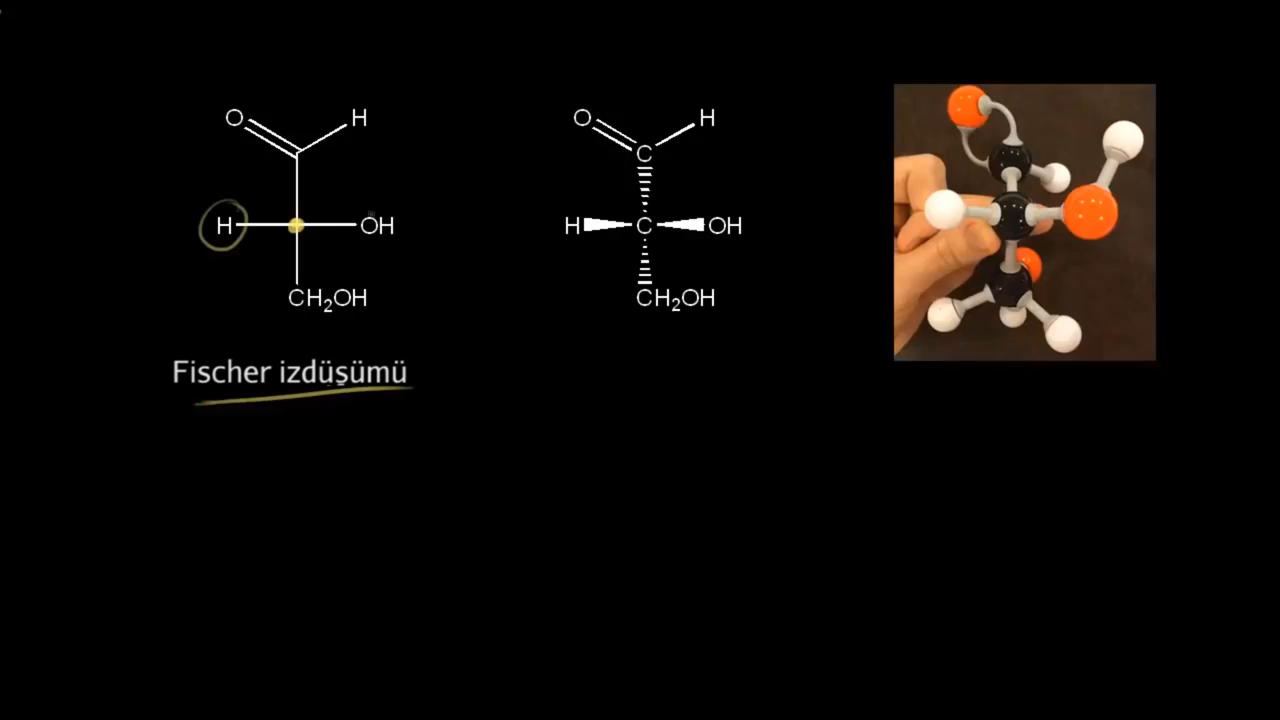 O H
H OH
CH₂OH
O H
C
H C OH
CH₂OH
Fischer izdüşümü